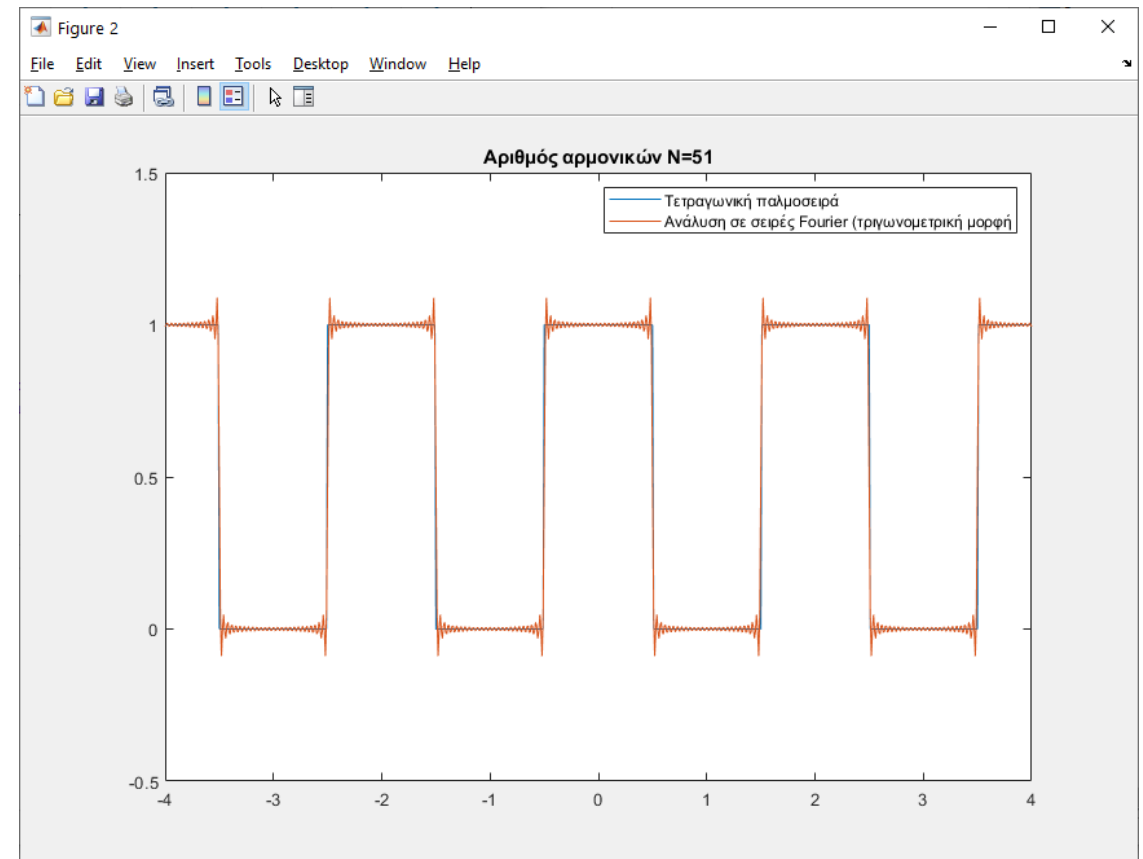 Figure 2
File Edit View Insert Tools Desktop Window Help
Αριθμός αρμονικών N=51
Τετραγωνική παλμοσειρά
Ανάλυση σε σειρές Fourier (τριγωνομετρική μορφή
1.5
1
0.5
0
-0.5
-4 -3 -2 -1 0 1 2 3 4